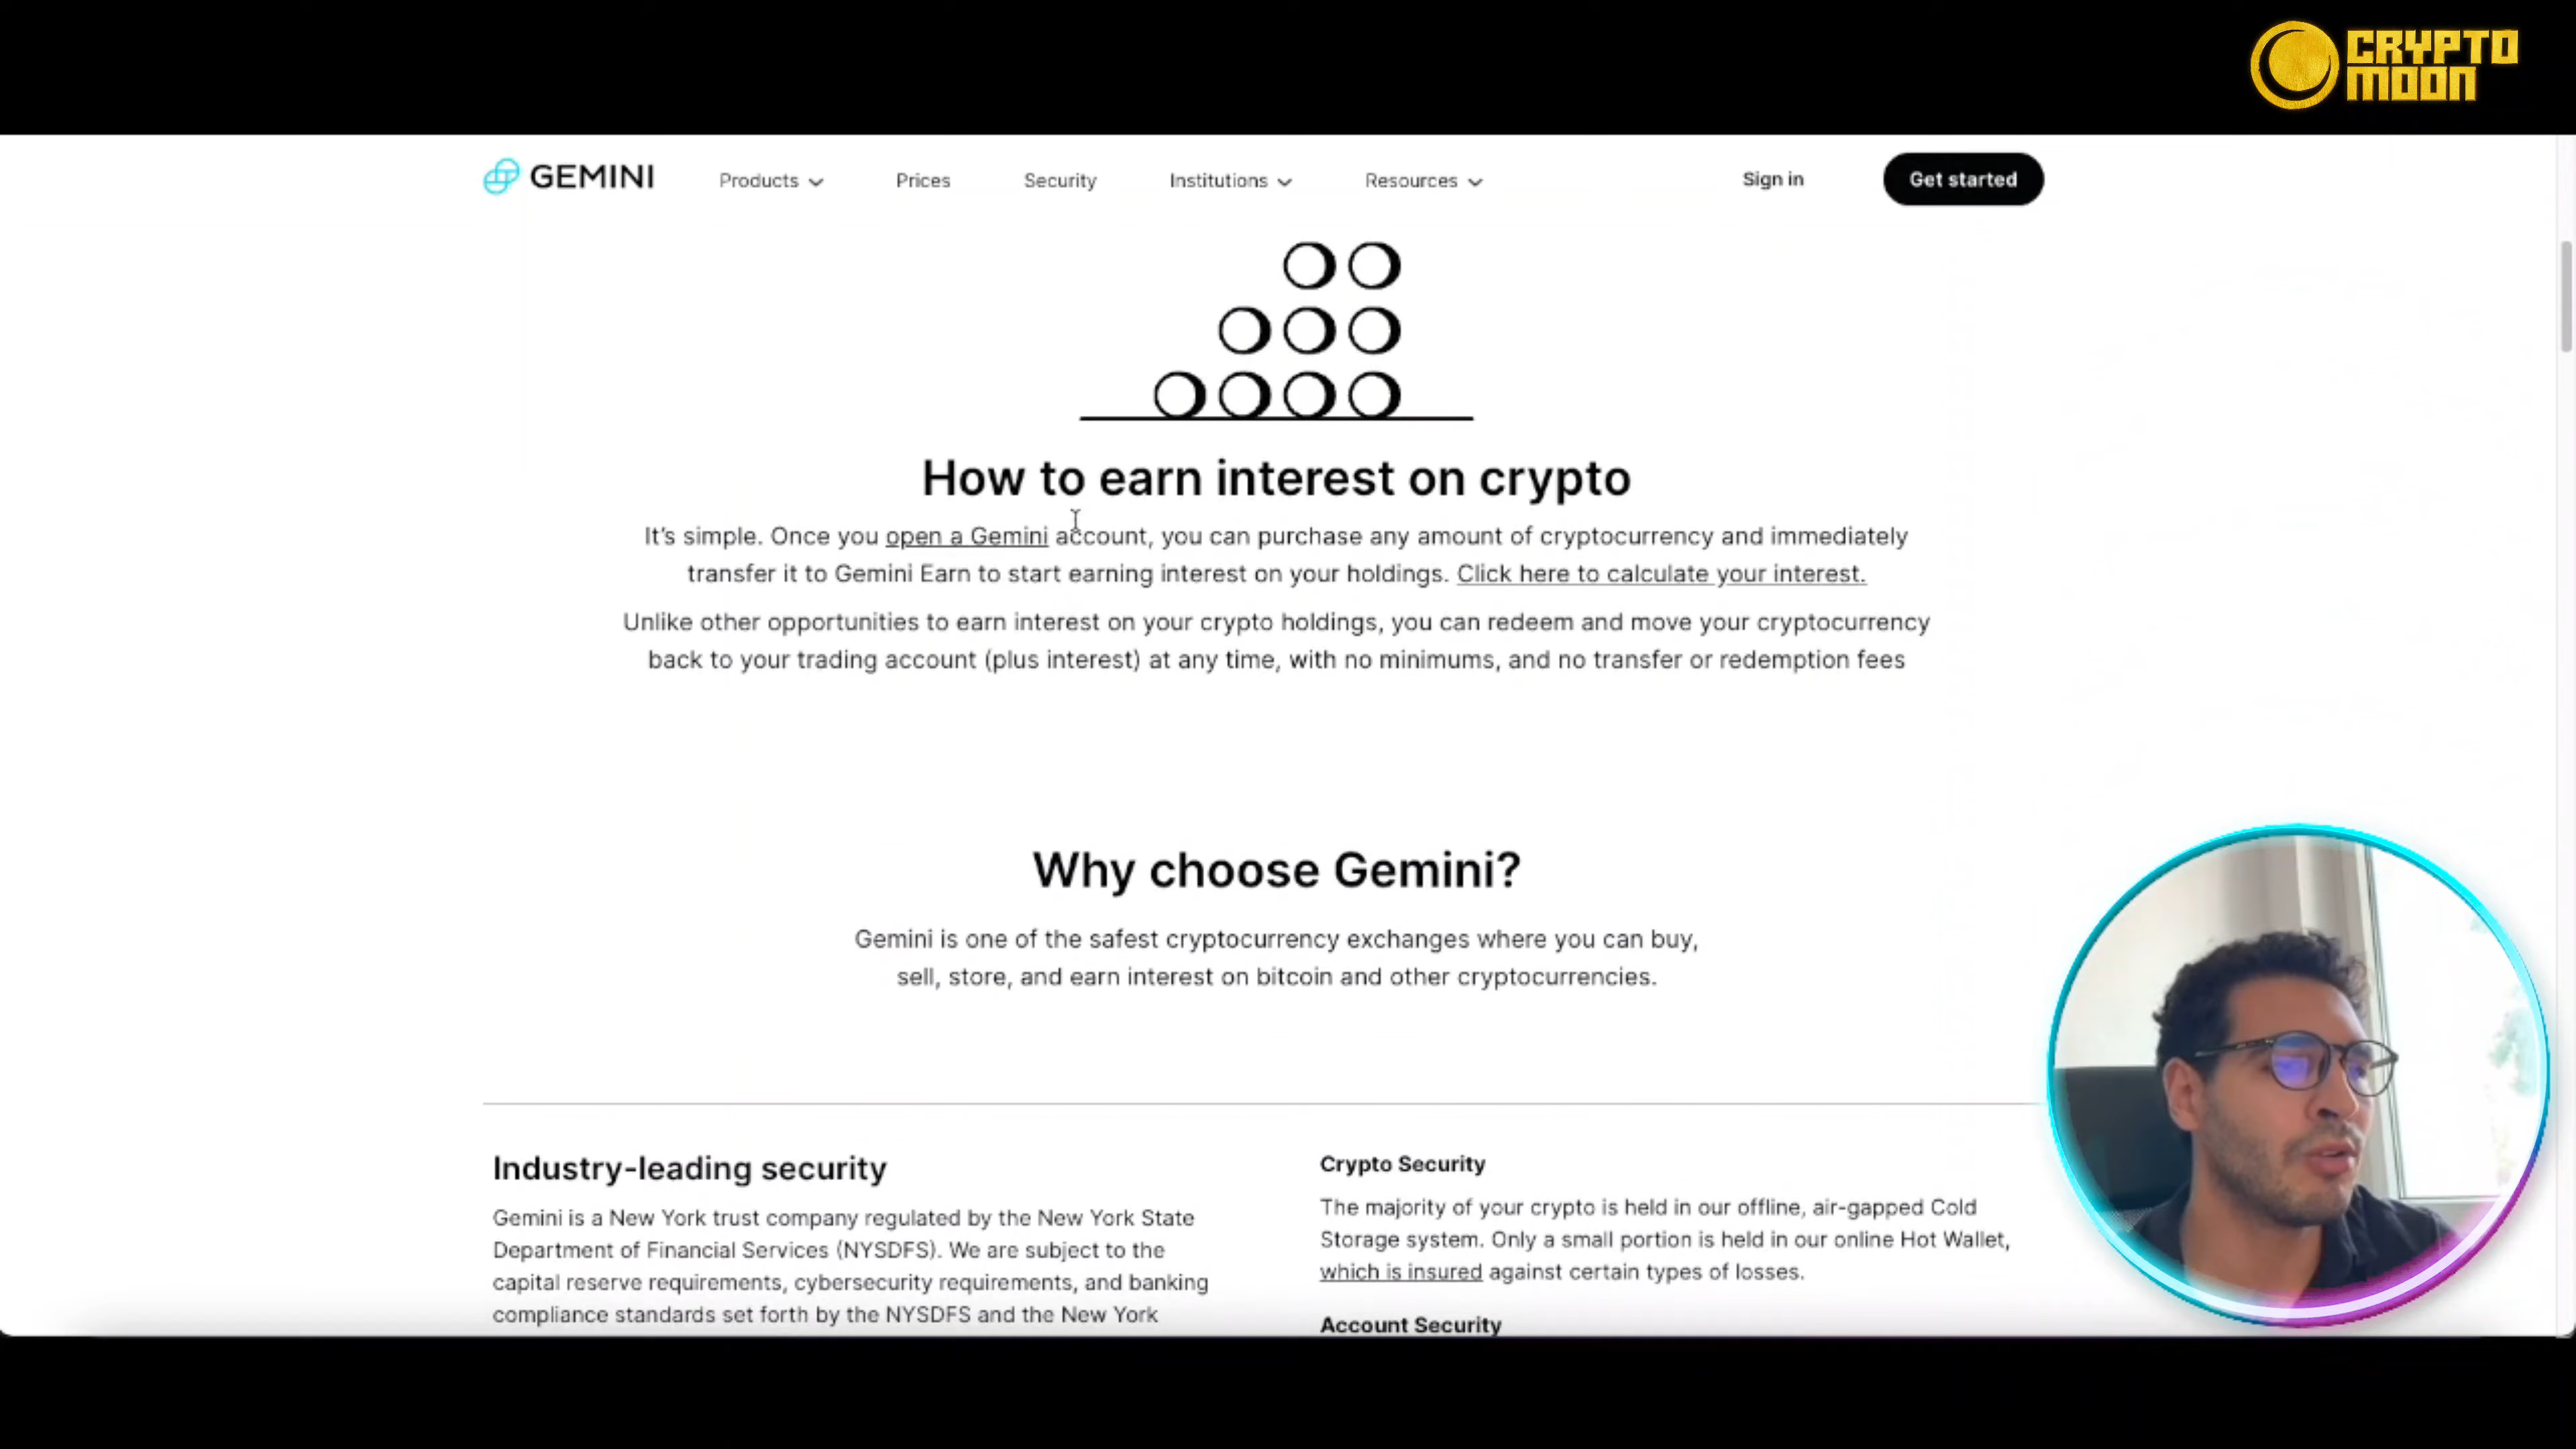 CRYPTO
MOON
GEMINI
Products
Prices
Security
Institutions
Resources
Sign in
Get started
How to earn interest on crypto
It's simple. Once you open a Gemini account, you can purchase any amount of cryptocurrency and immediately
transfer it to Gemini Earn to start earning interest on your holdings. Click here to calculate your interest.
Unlike other opportunities to earn interest on your crypto holdings, you can redeem and move your cryptocurrency
back to your trading account (plus interest) at any time, with no minimums, and no transfer or redemption fees
Why choose Gemini?
Gemini is one of the safest cryptocurrency exchanges where you can buy,
sell, store, and earn interest on bitcoin and other cryptocurrencies.
Industry-leading security
Gemini is a New York trust company regulated by the New York State
Department of Financial Services (NYSDFS). We are subject to the
capital reserve requirements, cybersecurity requirements, and banking
compliance standards set forth by the NYSDFS and the New York
Crypto Security
The majority of your crypto is held in our offline, air-gapped Cold
Storage system. Only a small portion is held in our online Hot Wallet,
which is insured against certain types of losses.
Account Security